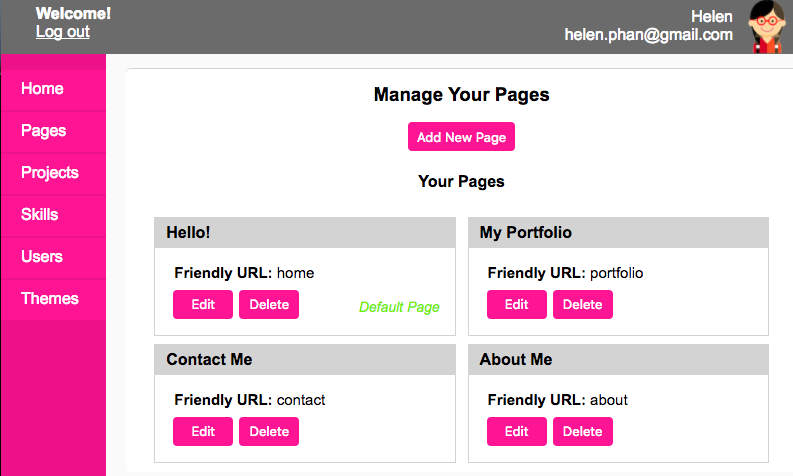 Welcome!
Log out
Helen
helen.phan@gmail.com
Home
Pages
Projects
Skills
Users
Themes
Manage Your Pages
Add New Page
Your Pages
Hello!
Friendly URL: home
Edit Delete Default Page
My Portfolio
Friendly URL: portfolio
Edit Delete
Contact Me
Friendly URL: contact
Edit Delete
About Me
Friendly URL: about
Edit Delete